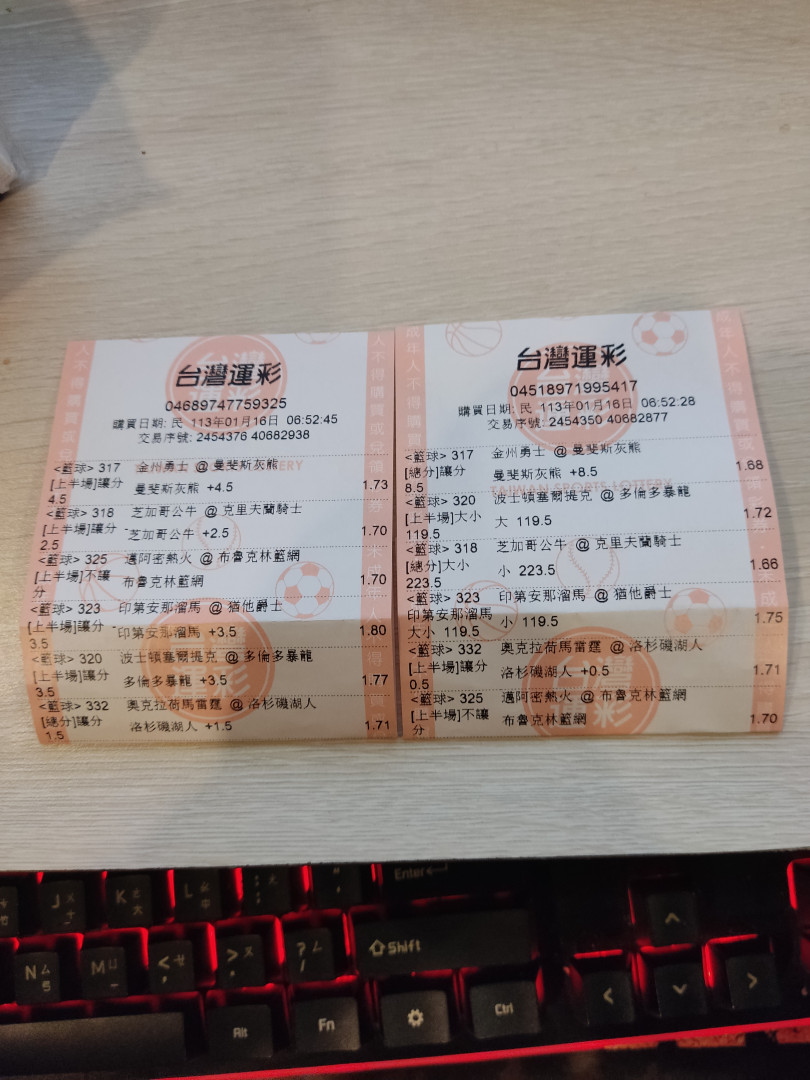 台灣運彩
04689747759325
購買日期: 民 113年01月16日 06:52:45
交易序號: 2454376 40682938
<籃球> 317 金州勇士 @ 曼斐斯灰熊
[上半場]讓分 曼斐斯灰熊 +4.5 1.73
4.5
<籃球> 318 芝加哥公牛 @ 克里夫蘭騎士
[上半場]讓分 芝加哥公牛 +2.5 1.70
2.5
<籃球> 325 邁阿密熱火 @ 布魯克林籃網
[上半場]不讓 布魯克林籃網 1.70
分
<籃球> 323 印第安那溜馬 @ 猶他爵士
[上半場]讓分 印第安那溜馬 +3.5 1.80
3.5
<籃球> 320 波士頓塞爾提克 @ 多倫多暴龍
[上半場]讓分 多倫多暴龍 +3.5 1.77
3.5
<籃球> 332 奧克拉荷馬雷霆 @ 洛杉磯湖人
[總分]讓分 洛杉磯湖人 +1.5 1.71
1.5
台灣運彩
04518971995417
購買日期: 民 113年01月16日 06:52:28
交易序號: 2454350 40682877
<籃球> 317 金州勇士 @ 曼斐斯灰熊
[總分]讓分 曼斐斯灰熊 +8.5 1.68
8.5
TAIWAN SPORTS LOTTERY
<籃球> 320 波士頓塞爾提克 @ 多倫多暴龍
[上半場]大小 大 119.5 1.72
119.5
<籃球> 318 芝加哥公牛 @ 克里夫蘭騎士
[總分]大小 小 223.5 1.66
223.5
<籃球> 323 印第安那溜馬 @ 猶他爵士
印第安那溜馬 小 119.5 1.75
大小 119.5
<籃球> 332 奧克拉荷馬雷霆 @ 洛杉磯湖人
[上半場]讓分 洛杉磯湖人 +0.5 1.71
0.5
<籃球> 325 邁阿密熱火 @ 布魯克林籃網
[上半場]不讓 布魯克林籃網 1.70
分
Enter
J ㄨ
K ㄜ
L ㄠ
N ㄙ
M ㄩ
< ㄝ
,
> ㄡ
.
? ㄥ
/
Shift
Alt
Fn
Ctrl